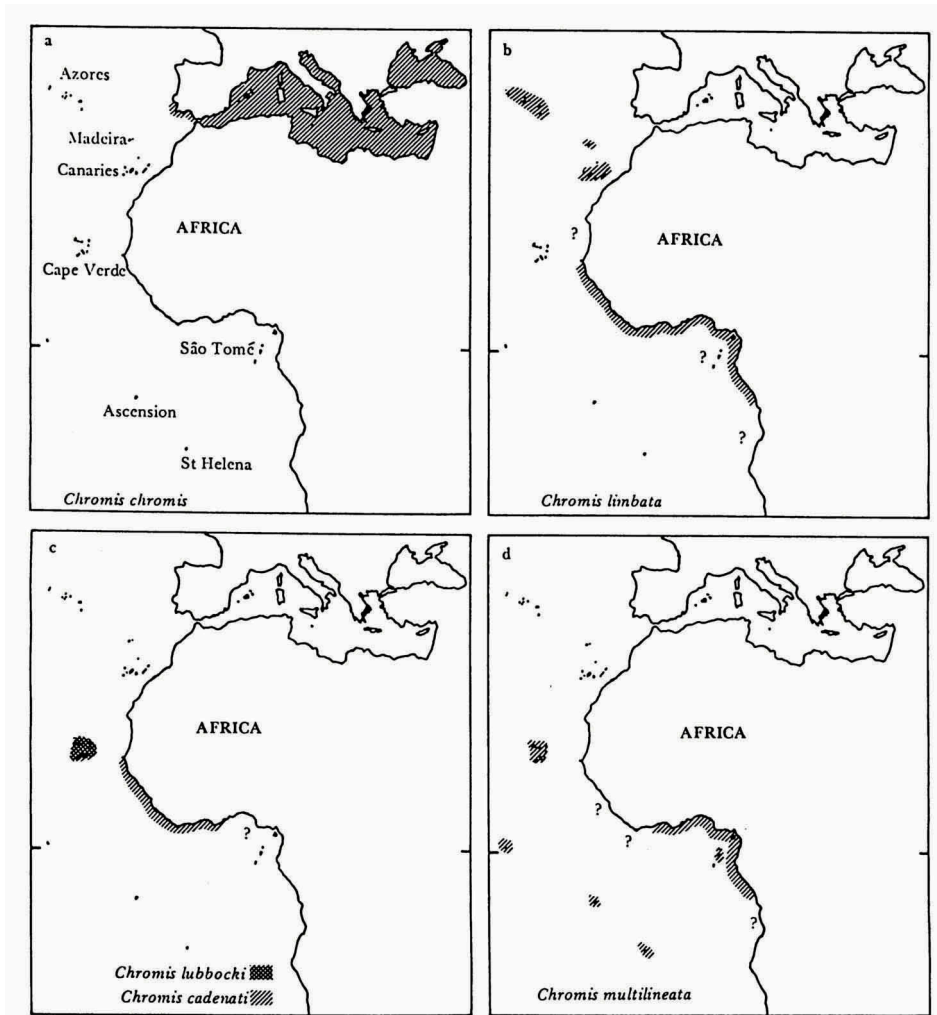 a
Azores
Madeira
Canaries
AFRICA
Cape Verde
São Tomé
Ascension
St Helena
Chromis chromis
b
?
AFRICA
?
?
Chromis limbata
c
AFRICA
?
Chromis lubbocki
Chromis cadenati
d
AFRICA
?
?
?
Chromis multilineata